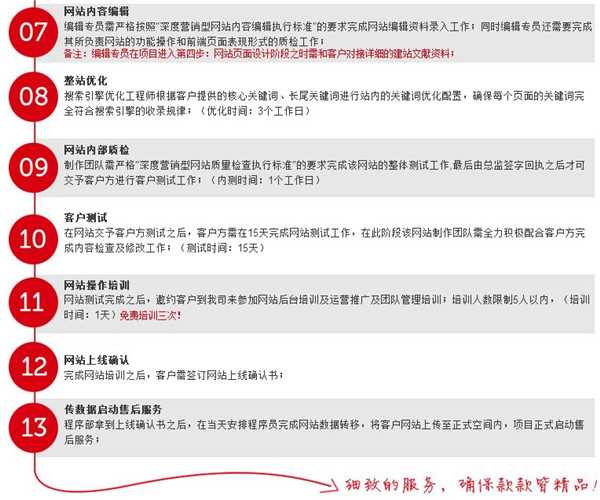 07
网站内容编辑
编辑专员需严格按照"深度营销型网站内容编辑执行标准"的要求完成网站编辑资料录入工作；同时编辑专员还需要完
成其所负责网站的功能操作和前端页面表现形式的质检工作；
备注：编辑专员在项目进入第四步：网站页面设计阶段之时需和客户对接详细的建站文献资料；
08
整站优化
搜索引擎优化工程师根据客户提供的核心关键词、长尾关键词进行站内的关键词优化配置，确保每个页面的关键词完
全符合搜索引擎的收录规律；（优化时间：3个工作日）
09
网站内部质检
制作团队需严格"深度营销型网站质量检查执行标准"的要求完成该网站的整体测试工作,最后由总监签字回执之后才可
交予客户方进行客户测试工作；（内测时间：1个工作日）
10
客户测试
在网站交予客户方测试之后，客户方需在15天完成网站测试工作，在此阶段该网站制作团队需全力积极配合客户方完
成内容检查及修改工作；（测试时间：15天）
11
网站操作培训
网站测试完成之后，邀约客户到我司来参加网站后台培训及运营推广及团队管理培训；培训人数限制5人以内，（培训
时间：1天）免费培训三次！
12
网站上线确认
完成网站培训之后，客户需签订网站上线确认书；
13
传数据启动售后服务
程序部拿到上线确认书之后，在当天安排程序员完成网站数据转移，将客户网站上传至正式空间内，项目正式启动售
后服务；
细致的服务，确保款款皆精品！